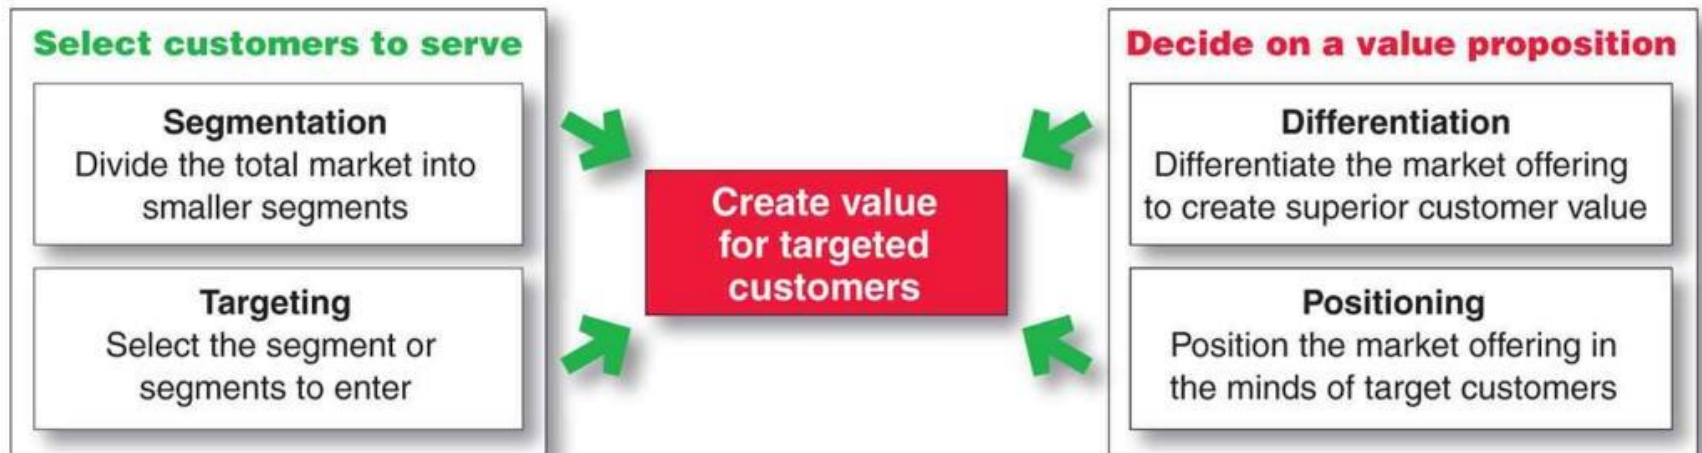 Select customers to serve
Segmentation
Divide the total market into
smaller segments
Targeting
Select the segment or
segments to enter
Create value
for targeted
customers
Decide on a value proposition
Differentiation
Differentiate the market offering
to create superior customer value
Positioning
Position the market offering in
the minds of target customers